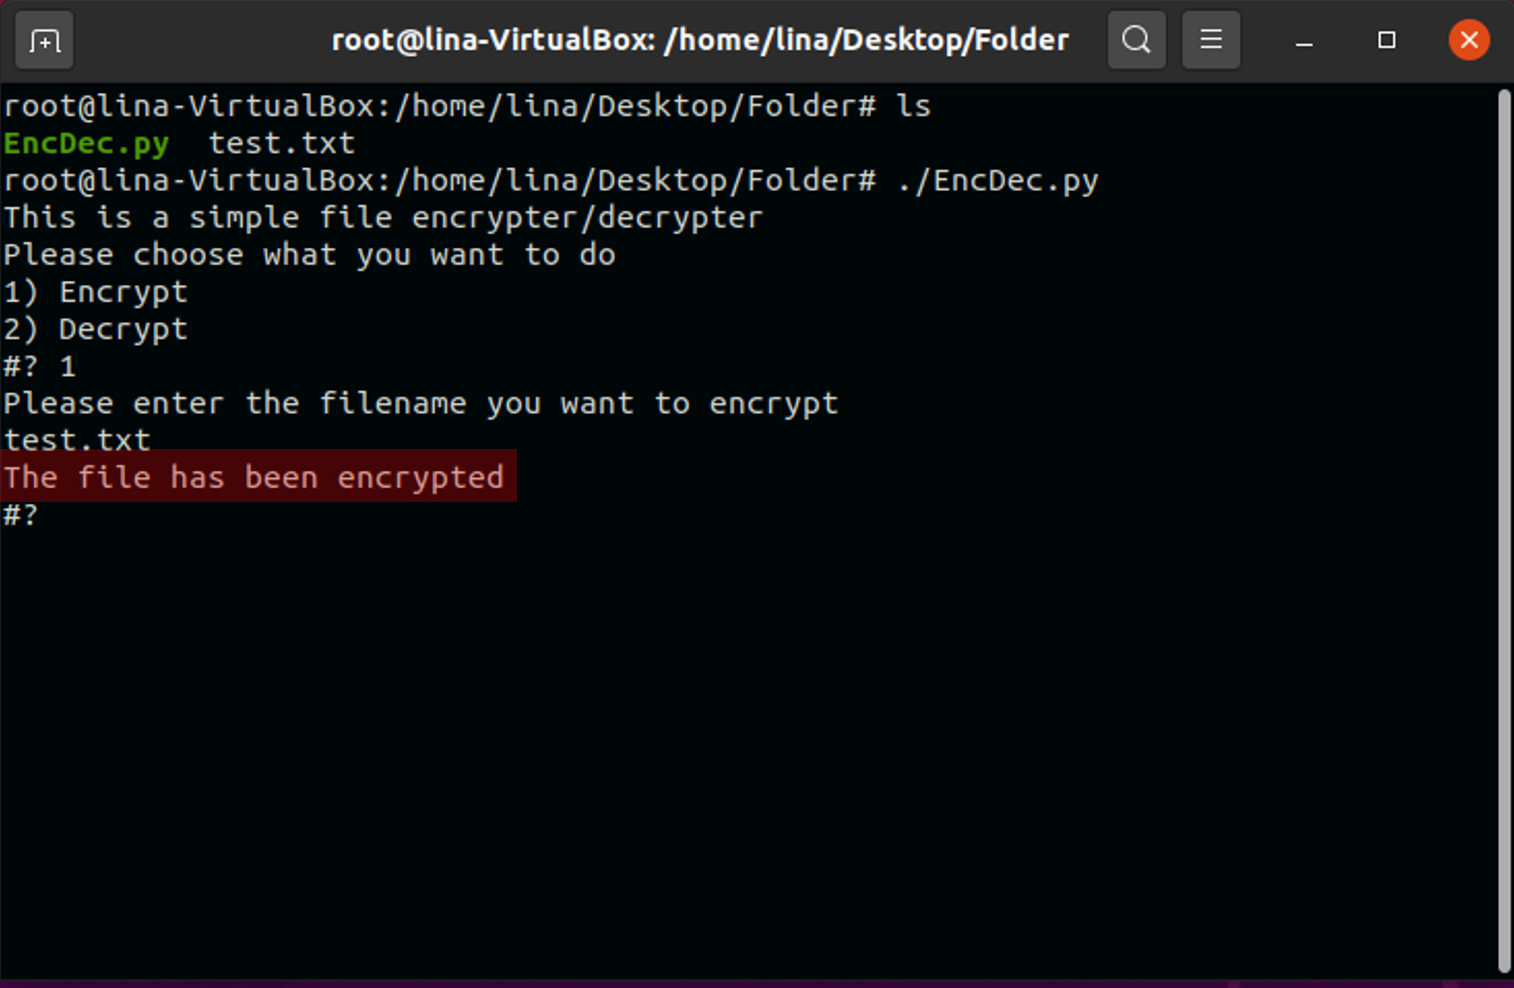 root@lina-VirtualBox: /home/lina/Desktop/Folder
root@lina-VirtualBox:/home/lina/Desktop/Folder# ls
EncDec.py  test.txt
root@lina-VirtualBox:/home/lina/Desktop/Folder# ./EncDec.py
This is a simple file encrypter/decrypter
Please choose what you want to do
1) Encrypt
2) Decrypt
#? 1
Please enter the filename you want to encrypt
test.txt
The file has been encrypted
#?